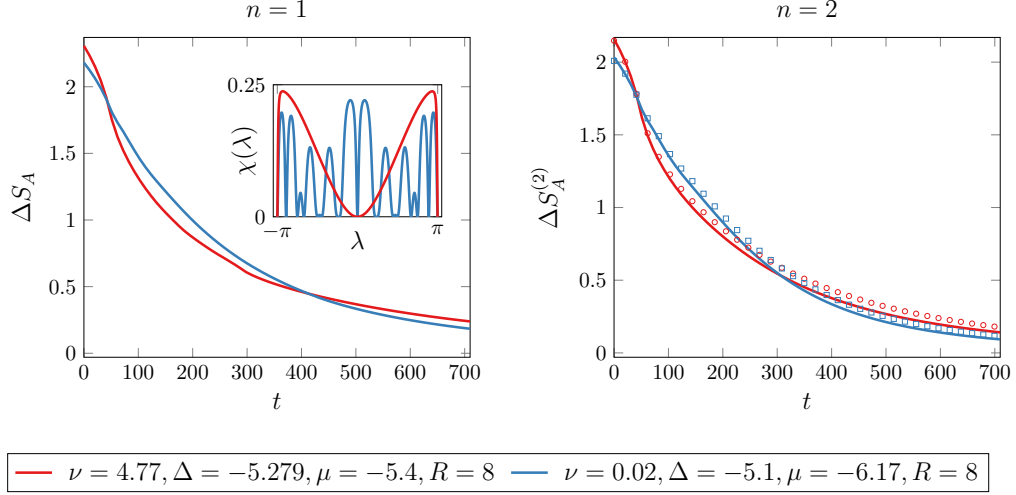 n = 1
n = 2
ΔS_A
2
1.5
1
0.5
0
0 100 200 300 400 500 600 700
t
χ(λ)
0.25
0
−π λ π
ΔS_A^{(2)}
2
1.5
1
0.5
0
0 100 200 300 400 500 600 700
t
ν = 4.77, Δ = −5.279, μ = −5.4, R = 8 ν = 0.02, Δ = −5.1, μ = −6.17, R = 8